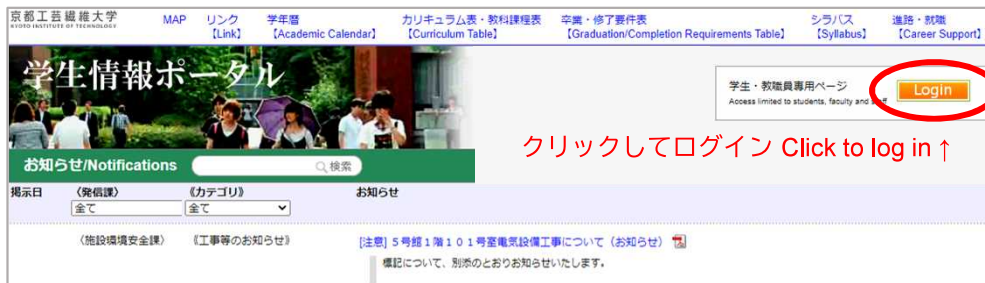 京都工芸繊維大学
KYOTO INSTITUTE OF TECHNOLOGY
MAP
リンク
【Link】
学年暦
【Academic Calendar】
カリキュラム表・教科課程表
【Curriculum Table】
卒業・修了要件表
【Graduation/Completion Requirements Table】
シラバス
【Syllabus】
進路・就職
【Career Support】
学生情報ポータル
学生・教職員専用ページ
Access limited to students, faculty and staff
Login
クリックしてログイン Click to log in ↑
お知らせ/Notifications
検索
掲示日 〈発信課〉 《カテゴリ》 お知らせ
全て 全て
〈施設環境安全課〉 《工事等のお知らせ》 [注意] 5号館1階101号室電気設備工事について（お知らせ）
標記について、別添のとおりお知らせいたします。